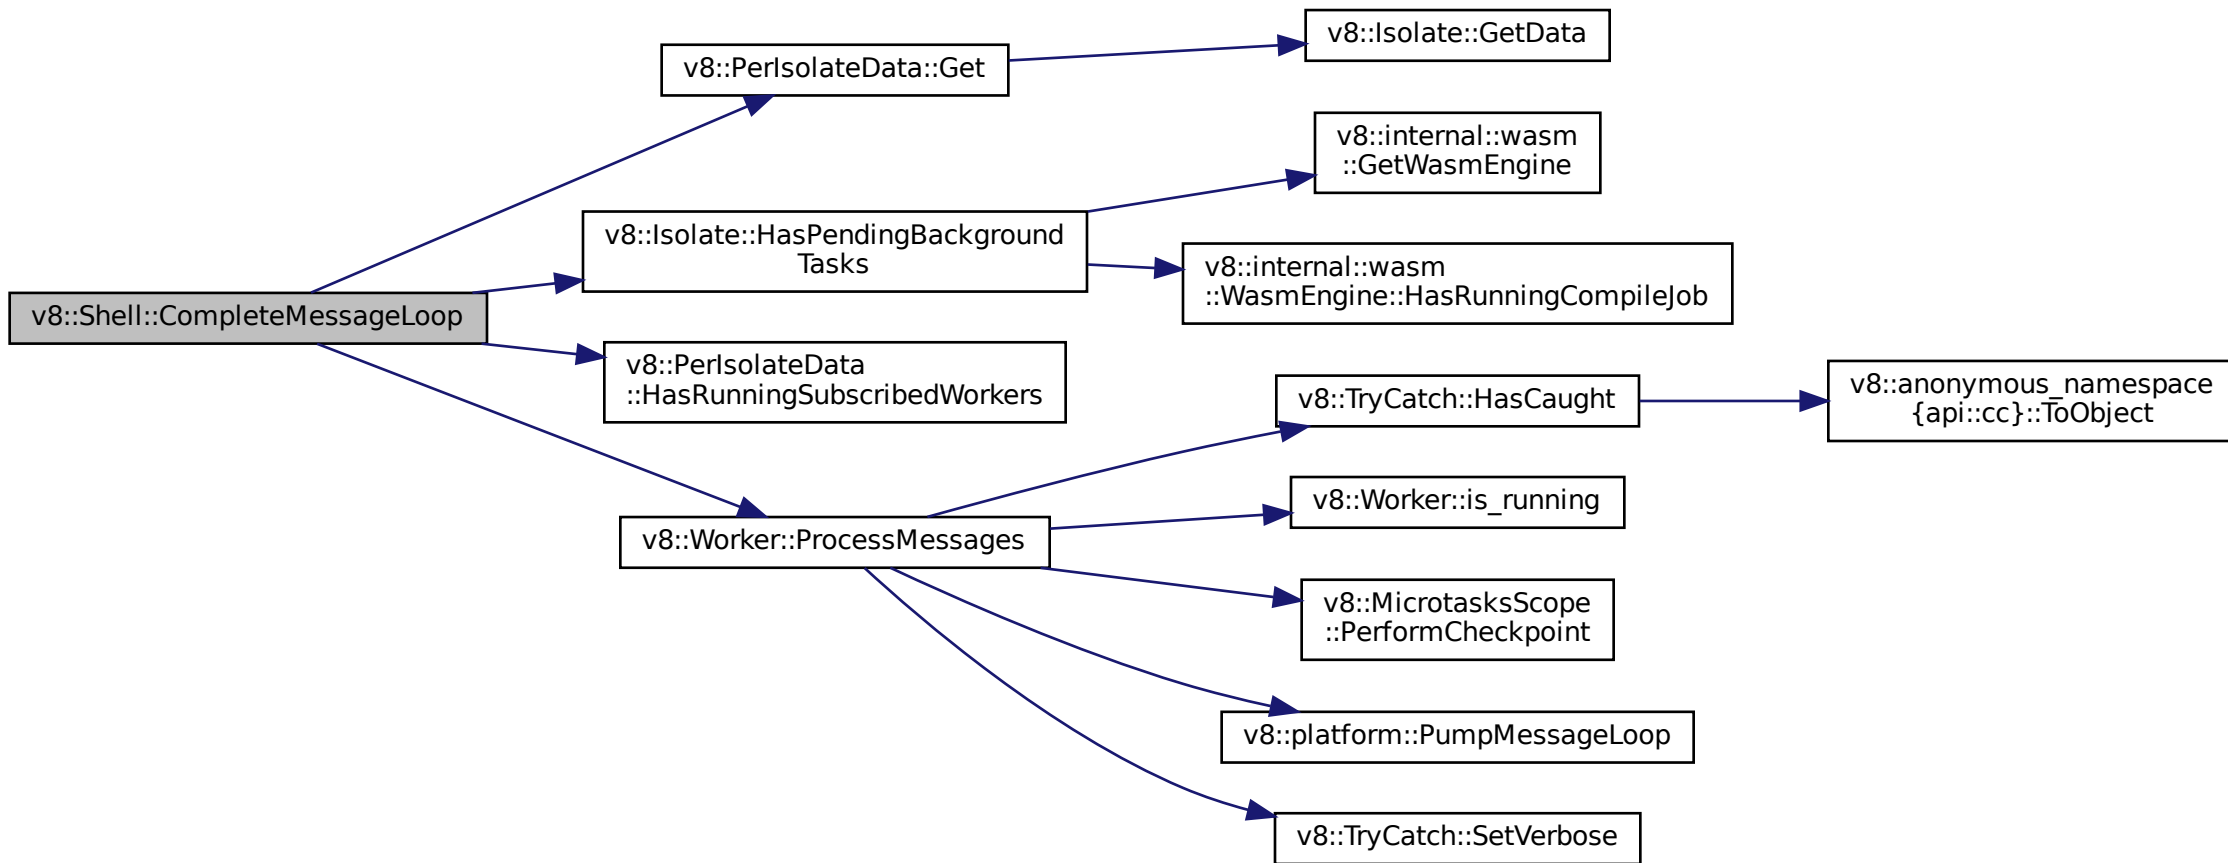 v8::Isolate::GetData
v8::PerIsolateData::Get
v8::internal::wasm
::GetWasmEngine
v8::Isolate::HasPendingBackground
Tasks
v8::internal::wasm
::WasmEngine::HasRunningCompileJob
v8::Shell::CompleteMessageLoop
v8::PerIsolateData
::HasRunningSubscribedWorkers
v8::TryCatch::HasCaught
v8::anonymous_namespace
{api::cc}::ToObject
v8::Worker::is_running
v8::Worker::ProcessMessages
v8::MicrotasksScope
::PerformCheckpoint
v8::platform::PumpMessageLoop
v8::TryCatch::SetVerbose